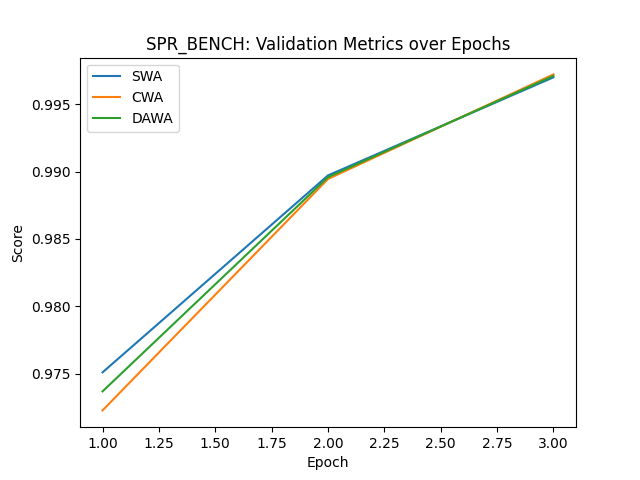 SPR_BENCH: Validation Metrics over Epochs
SWA
CWA
DAWA
0.995
0.990
0.985
0.980
0.975
Score
1.00 1.25 1.50 1.75 2.00 2.25 2.50 2.75 3.00
Epoch